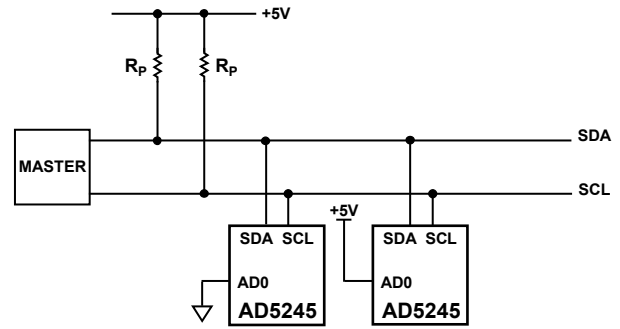 +5V
RP RP
SDA
MASTER
SCL
+5V
SDA SCL SDA SCL
AD0 AD0
AD5245 AD5245